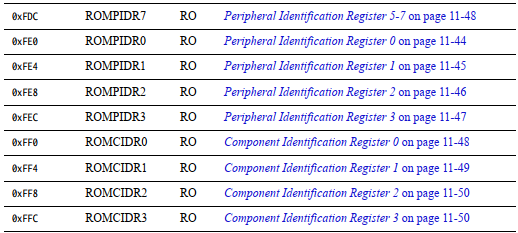 0xFDC ROMPIDR7 RO Peripheral Identification Register 5-7 on page 11-48
0xFE0 ROMPIDR0 RO Peripheral Identification Register 0 on page 11-44
0xFE4 ROMPIDR1 RO Peripheral Identification Register 1 on page 11-45
0xFE8 ROMPIDR2 RO Peripheral Identification Register 2 on page 11-46
0xFEC ROMPIDR3 RO Peripheral Identification Register 3 on page 11-47
0xFF0 ROMCIDR0 RO Component Identification Register 0 on page 11-48
0xFF4 ROMCIDR1 RO Component Identification Register 1 on page 11-49
0xFF8 ROMCIDR2 RO Component Identification Register 2 on page 11-50
0xFFC ROMCIDR3 RO Component Identification Register 3 on page 11-50